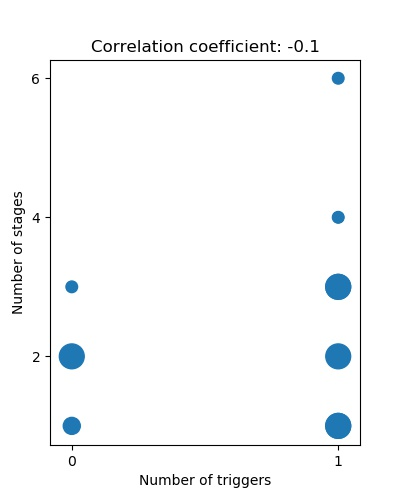 Correlation coefficient: -0.1
6
4
2
Number of stages
0 1
Number of triggers